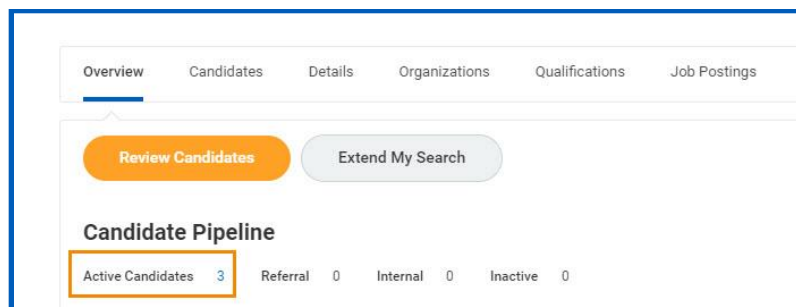 Overview Candidates Details Organizations Qualifications Job Postings
Review Candidates Extend My Search
Candidate Pipeline
Active Candidates 3 Referral 0 Internal 0 Inactive 0